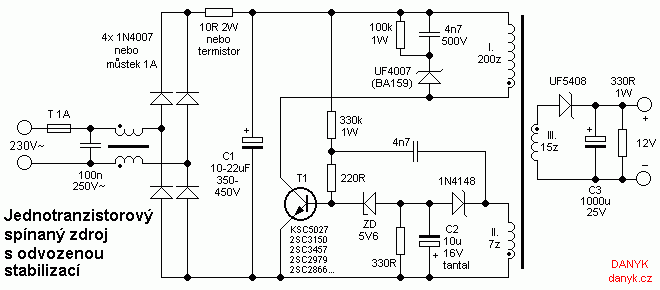 4x 1N4007
nebo
můstek 1A
10R 2W
nebo
termistor
100k
1W
4n7
500V
I.
200z
UF4007
(BA159)
UF5408
330R
1W
T 1A
230V~
100n
250V~
+
C1
10-22uF
350-
450V
330k
1W
4n7
220R
1N4148
III.
15z
+
C3
1000u
25V
+
12V
−
T1
KSC5027
2SC3150
2SC3457
2SC2979
2SC2866...
ZD
5V6
330R
+
C2
10u
16V
tantal
II.
7z
Jednotranzistorový
spínaný zdroj
s odvozenou
stabilizací
DANYK
danyk.cz